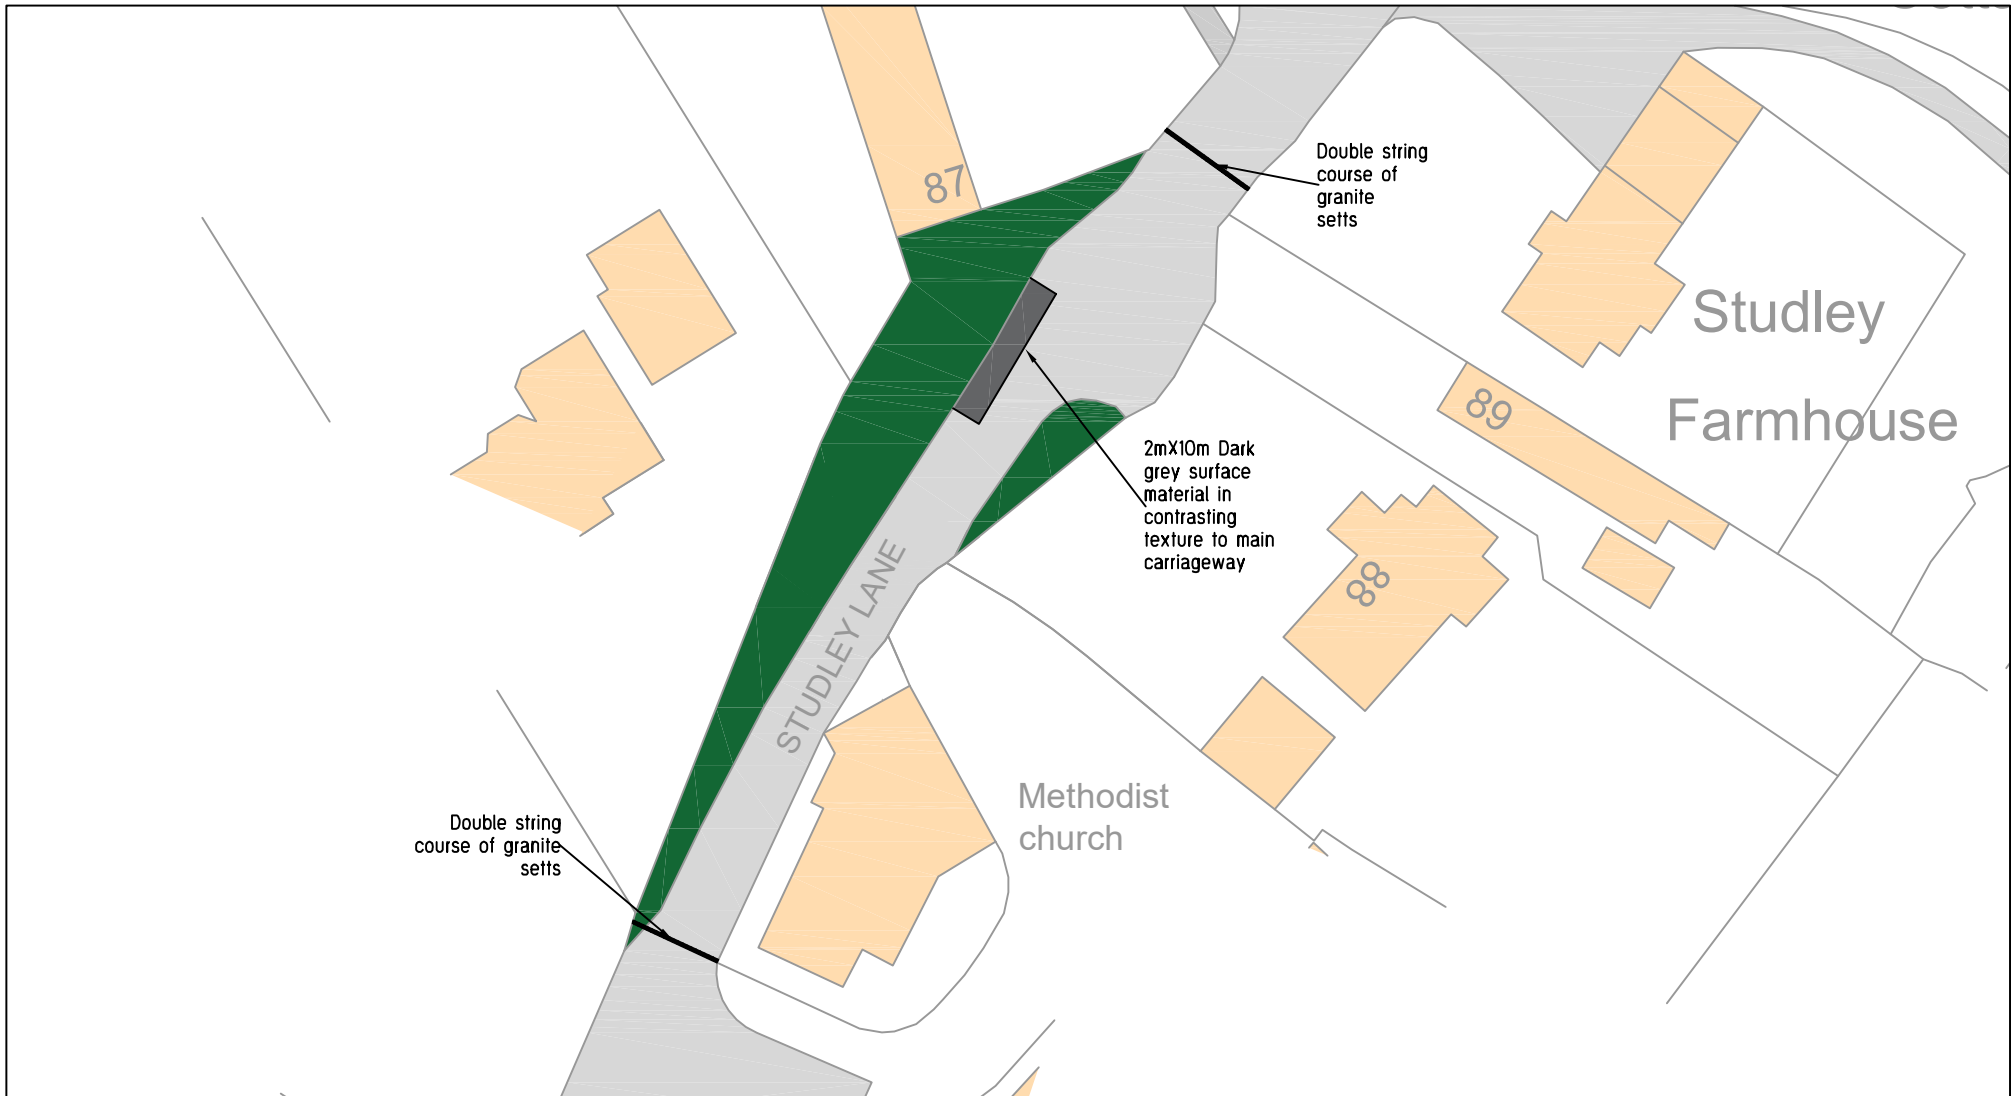 87
Double string
course of
granite
setts
Studley
Farmhouse
89
2mX10m Dark
grey surface
material in
contrasting
texture to main
carriageway
88
STUDLEY LANE
Methodist
church
Double string
course of granite
setts